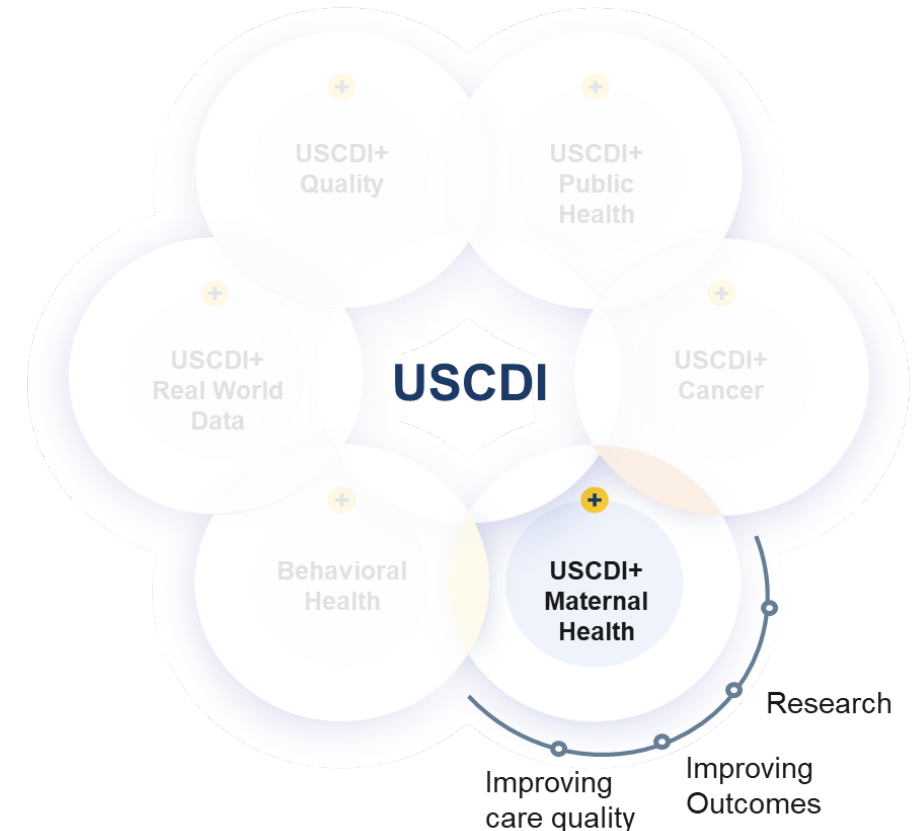 USCDI+
Quality
USCDI+
Public
Health
USCDI+
Real World
Data
USCDI
USCDI+
Cancer
Behavioral
Health
USCDI+
Maternal
Health
Research
Improving
Outcomes
Improving
care quality